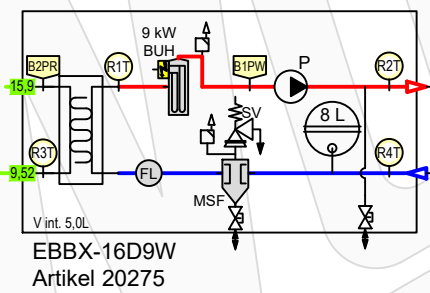 9 kW
BUH
B2PR
R1T
B1PW
P
R2T
15,9
8 L
SV
R3T
9,52
FL
R4T
MSF
V int. 5,0L
EBBX-16D9W
Artikel 20275